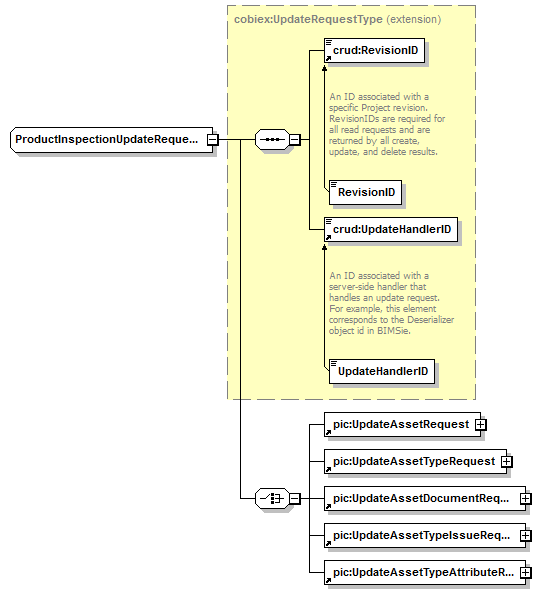 cobiex:UpdateRequestType (extension)
crud:RevisionID
An ID associated with a
specific Project revision.
RevisionIDs are required for
all read requests and are
returned by all create,
update, and delete results.
ProductInspectionUpdateReque...
RevisionID
crud:UpdateHandlerID
An ID associated with a
server-side handler that
handles an update request.
For example, this element
corresponds to the Deserializer
object id in BIMSie.
UpdateHandlerID
pic:UpdateAssetRequest
pic:UpdateAssetTypeRequest
pic:UpdateAssetDocumentReq...
pic:UpdateAssetTypeIssueReq...
pic:UpdateAssetTypeAttributeR...